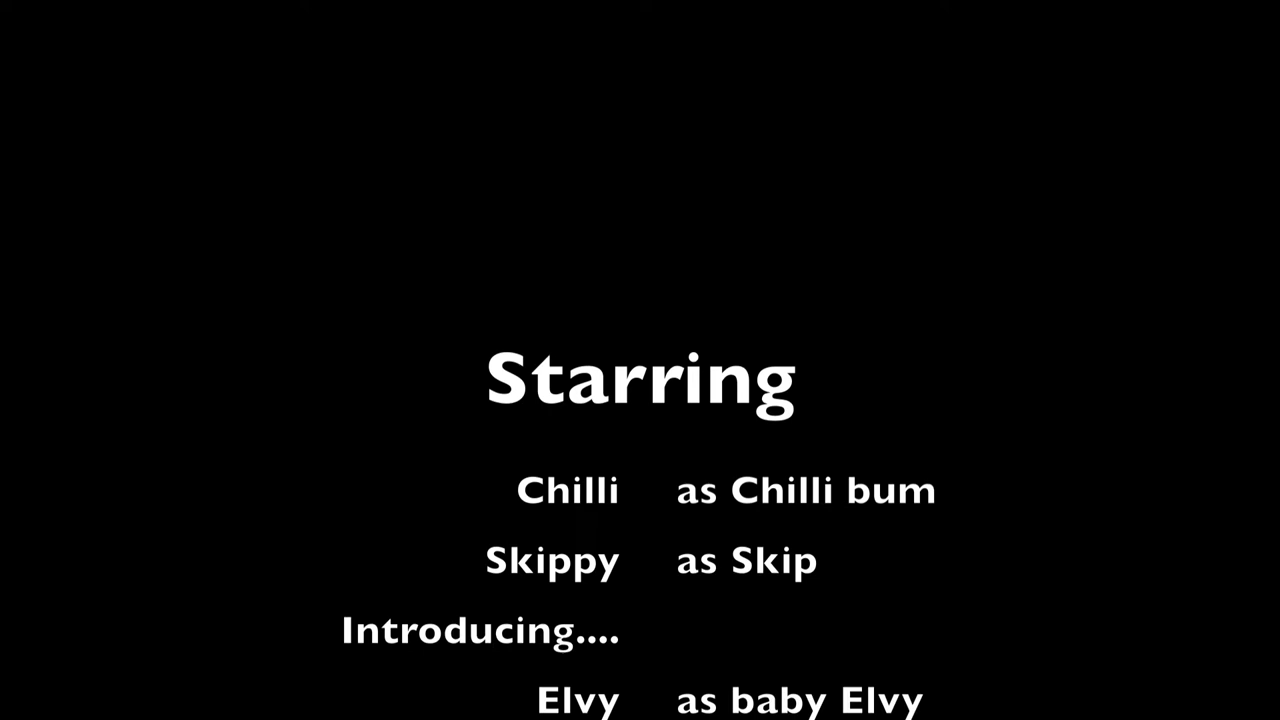 Starring
Chilli as Chilli bum
Skippy as Skip
Introducing....
Elvy as baby Elvy